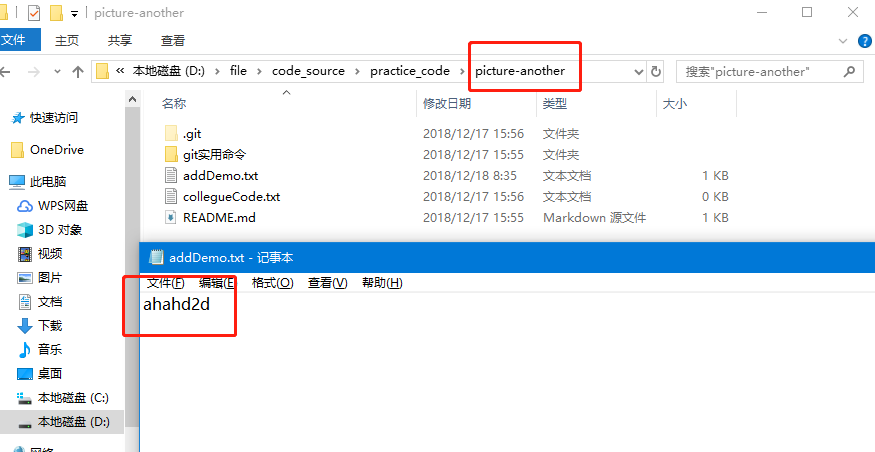 picture-another
文件 主页 共享 查看
« 本地磁盘 (D:) › file › code_source › practice_code › picture-another 搜索"picture-another"
名称 修改日期 类型 大小
快速访问
OneDrive
此电脑
WPS网盘
3D 对象
视频
图片
文档
下载
音乐
桌面
本地磁盘 (C:)
本地磁盘 (D:)
网络
.git 2018/12/17 15:56 文件夹
git实用命令 2018/12/17 15:55 文件夹
addDemo.txt 2018/12/18 8:35 文本文档 1 KB
collegueCode.txt 2018/12/17 15:56 文本文档 0 KB
README.md 2018/12/17 15:55 Markdown 源文件 1 KB
addDemo.txt - 记事本
文件(F) 编辑(E 格式(O) 查看(V) 帮助(H)
ahahd2d